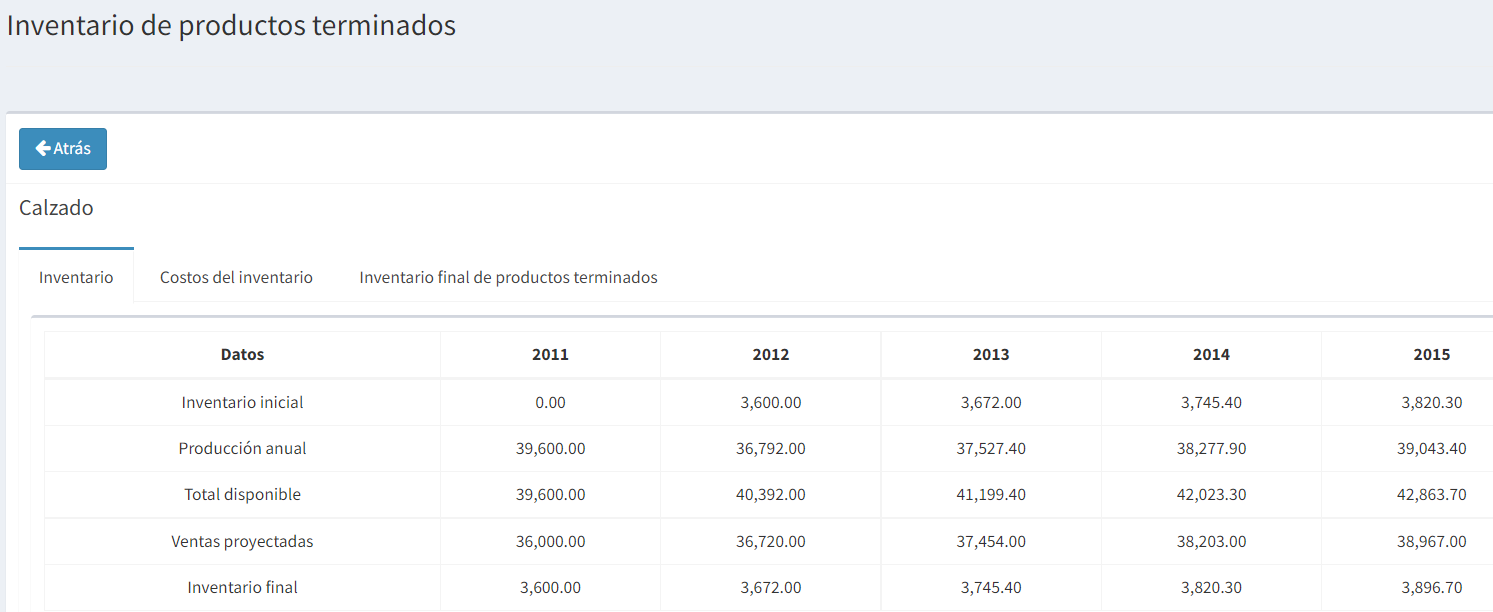 Inventario de productos terminados
Atrás
Calzado
Inventario Costos del inventario Inventario final de productos terminados
Datos 2011 2012 2013 2014 2015
Inventario inicial 0.00 3,600.00 3,672.00 3,745.40 3,820.30
Producción anual 39,600.00 36,792.00 37,527.40 38,277.90 39,043.40
Total disponible 39,600.00 40,392.00 41,199.40 42,023.30 42,863.70
Ventas proyectadas 36,000.00 36,720.00 37,454.00 38,203.00 38,967.00
Inventario final 3,600.00 3,672.00 3,745.40 3,820.30 3,896.70